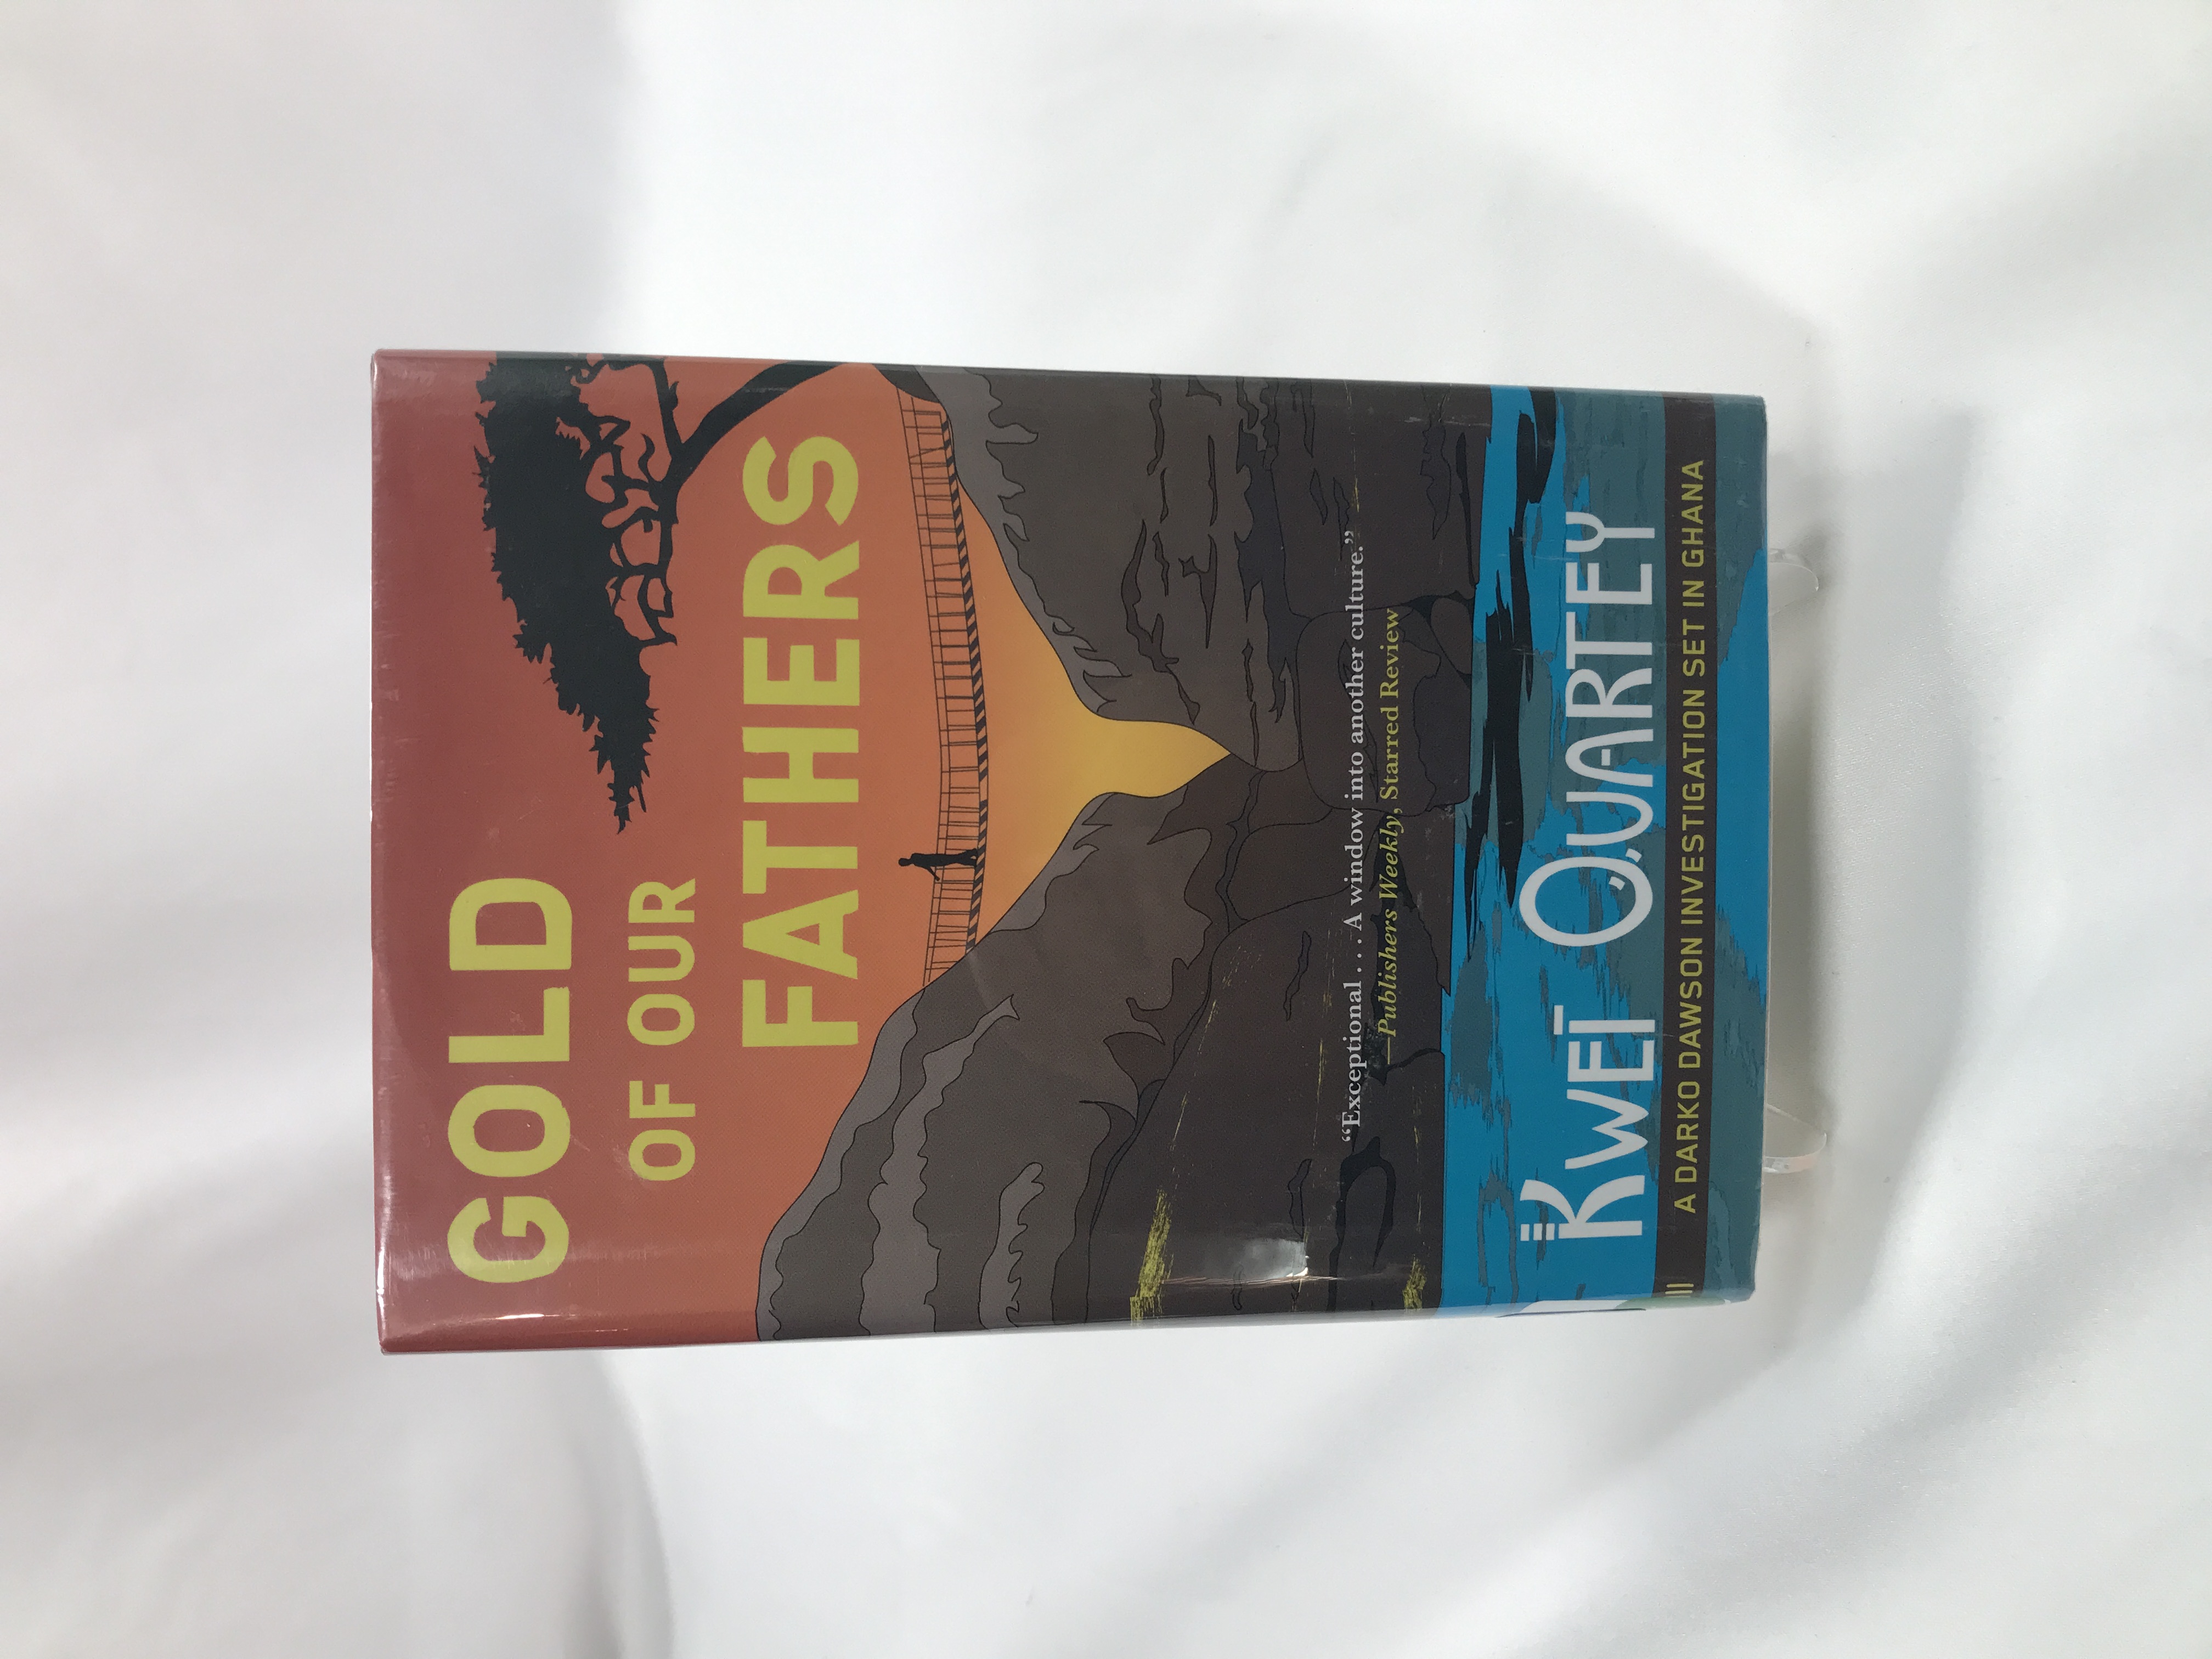 GOLD
OF OUR
FATHERS
“Exceptional . . . A window into another culture.”
—Publishers Weekly, Starred Review
KWEI QUARTEY
A DARKO DAWSON INVESTIGATION SET IN GHANA